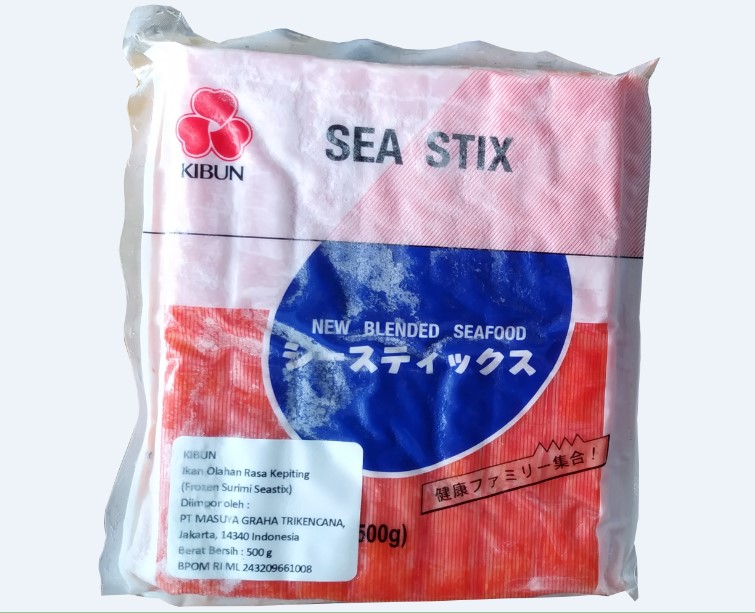 KIBUN
SEA STIX
NEW BLENDED SEAFOOD
シースティックス
健康ファミリー集合!
500g)
KIBUN
Ikan Olahan Rasa Kepiting
(Frozen Surimi Seastix)
Diimpor oleh :
PT MASUYA GRAHA TRIKENCANA,
Jakarta, 14340 Indonesia
Berat Bersih : 500 g
BPOM RI ML 243209661008